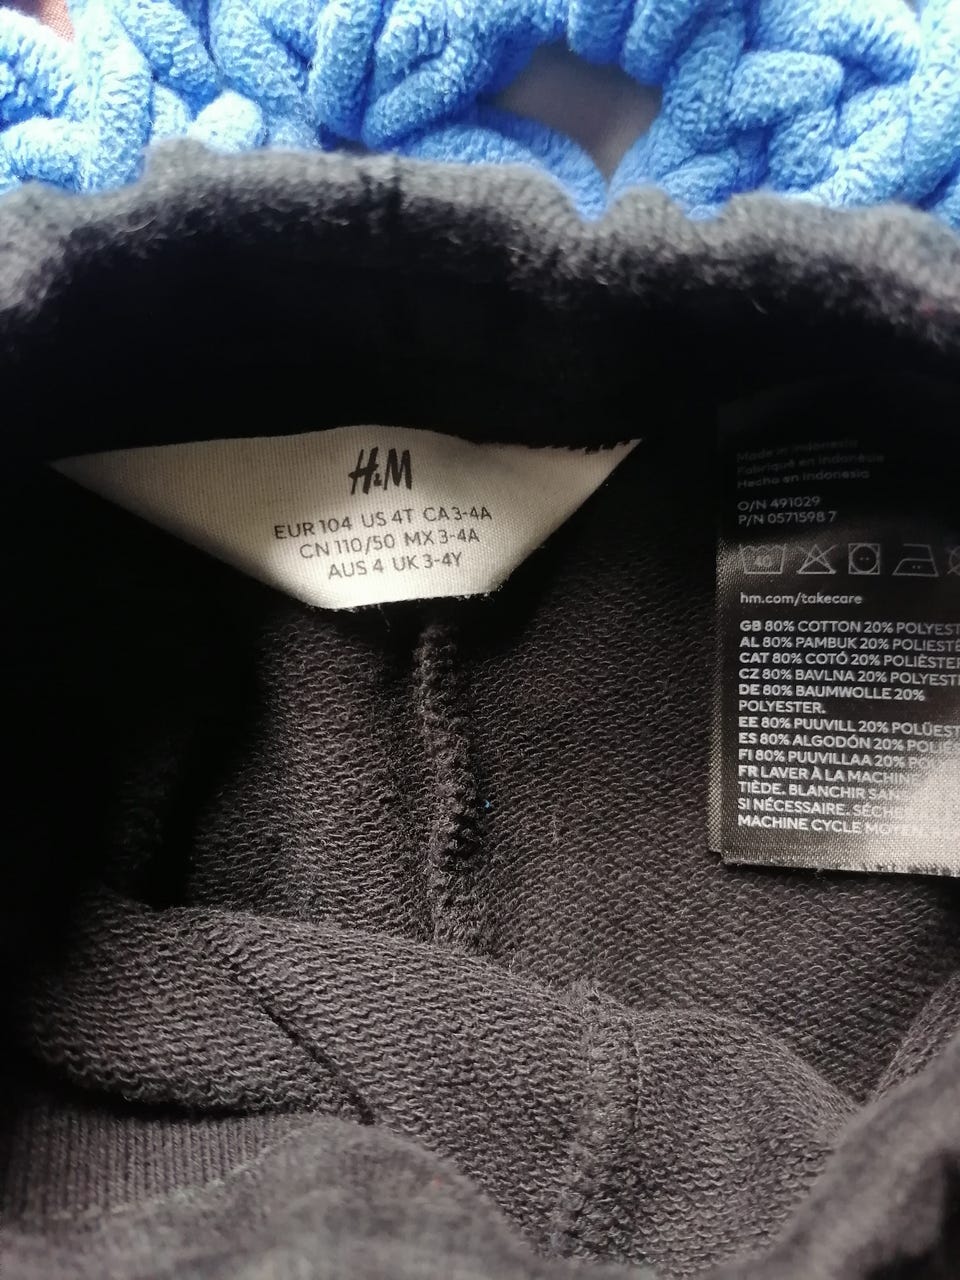 H&M
EUR 104 US 4T CA 3-4A
CN 110/50 MX 3-4A
AUS 4 UK 3-4Y
Made in Indonesia
Fabriqué en Indonésie
Hecho en Indonesia
O/N 491029
P/N 0571598 7
hm.com/takecare
GB 80% COTTON 20% POLYEST
AL 80% PAMBUK 20% POLIESTË
CAT 80% COTÓ 20% POLIÈSTER
CZ 80% BAVLNA 20% POLYEST
DE 80% BAUMWOLLE 20%
POLYESTER.
EE 80% PUUVILL 20% POLÜEST
ES 80% ALGODÓN 20% POLIÉS
FI 80% PUUVILLAA 20% PO
FR LAVER À LA MACHINE
TIÈDE. BLANCHIR SAN
SI NÉCESSAIRE. SÉCH
MACHINE CYCLE MOYEN.